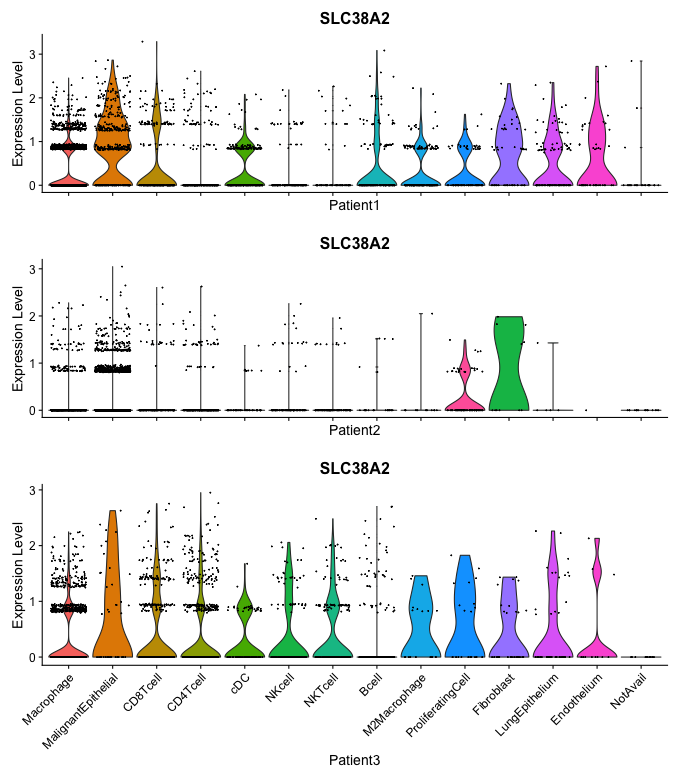 SLC38A2
Expression Level
3
2
1
0
Patient1
SLC38A2
Expression Level
3
2
1
0
Patient2
SLC38A2
Expression Level
3
2
1
0
Macrophage
MalignantEpithelial
CD8Tcell
CD4Tcell
cDC
NKcell
NKTcell
Bcell
M2Macrophage
ProliferatingCell
Fibroblast
LungEpithelium
Endothelium
NotAvail
Patient3